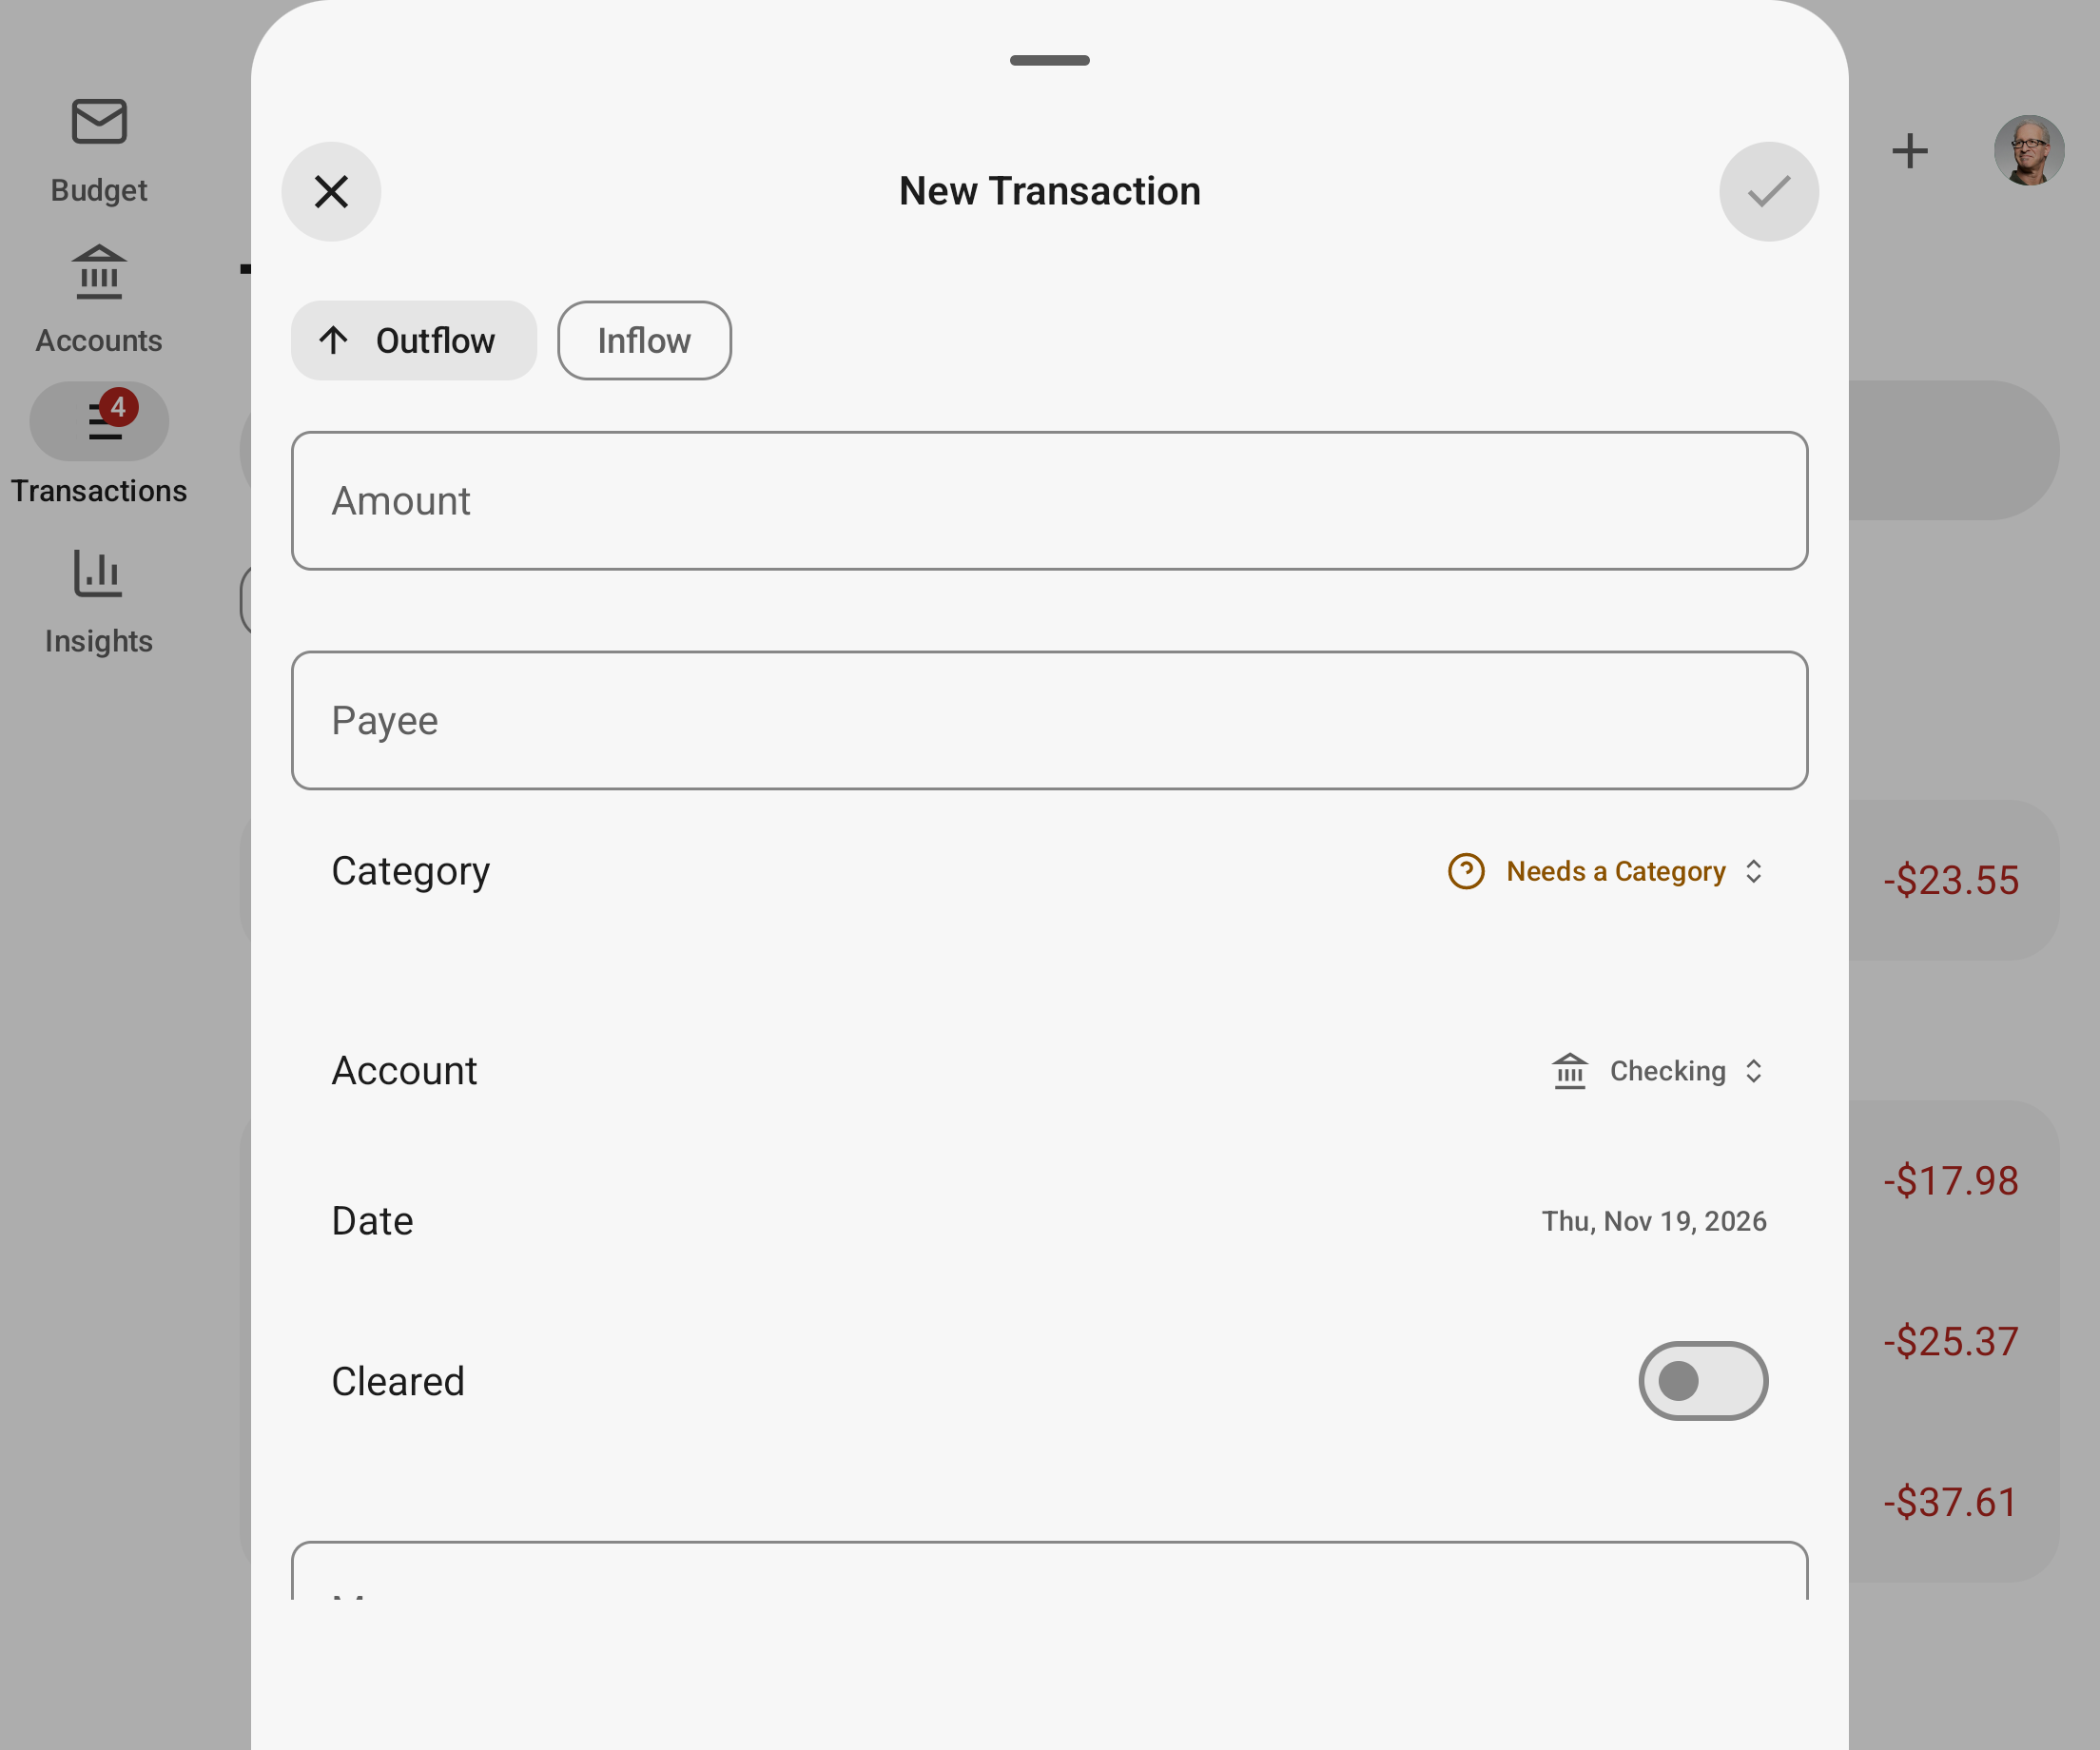 Budget
Accounts
4
Transactions
Insights
New Transaction
Outflow
Inflow
Amount
Payee
Category
Needs a Category
Account
Checking
Date
Thu, Nov 19, 2026
Cleared
-$23.55
-$17.98
-$25.37
-$37.61